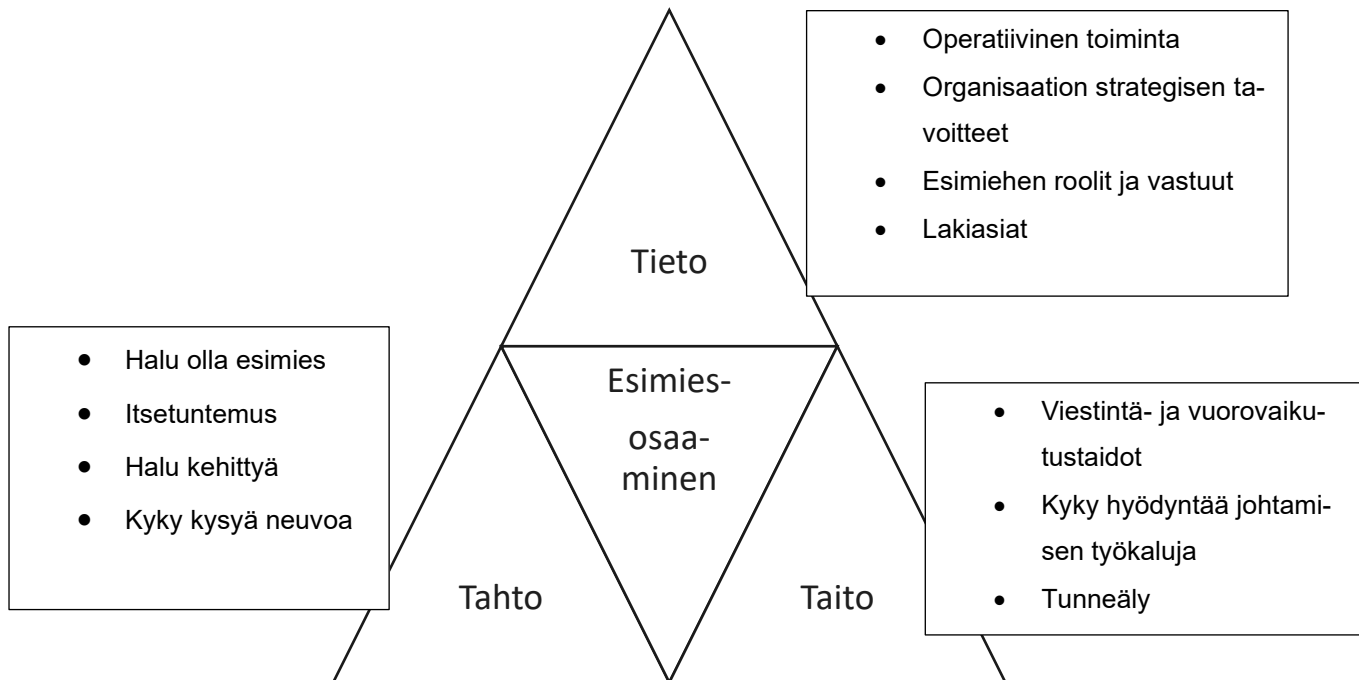 Operatiivinen toiminta
Organisaation strategisen ta-
voitteet
Esimiehen roolit ja vastuut
Lakiasiat
Tieto
Halu olla esimies
Itsetuntemus
Halu kehittyä
Kyky kysyä neuvoa
Esimies-
osaa-
minen
Viestintä- ja vuorovaiku-
tustaidot
Kyky hyödyntää johtami-
sen työkaluja
Tunneäly
Tahto
Taito